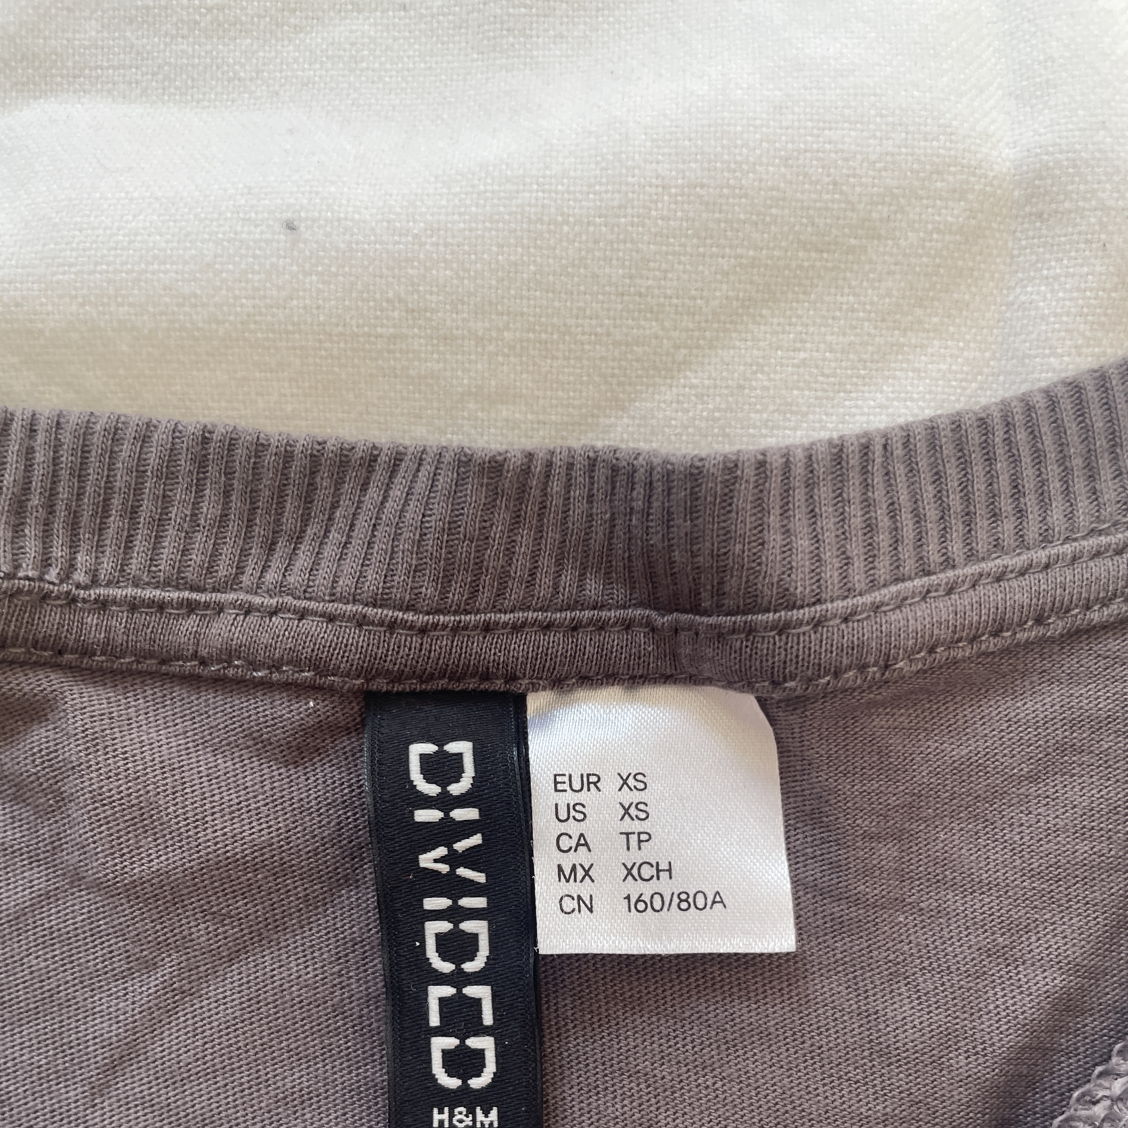 DIVIDED
H&M
EUR XS
US XS
CA TP
MX XCH
CN 160/80A